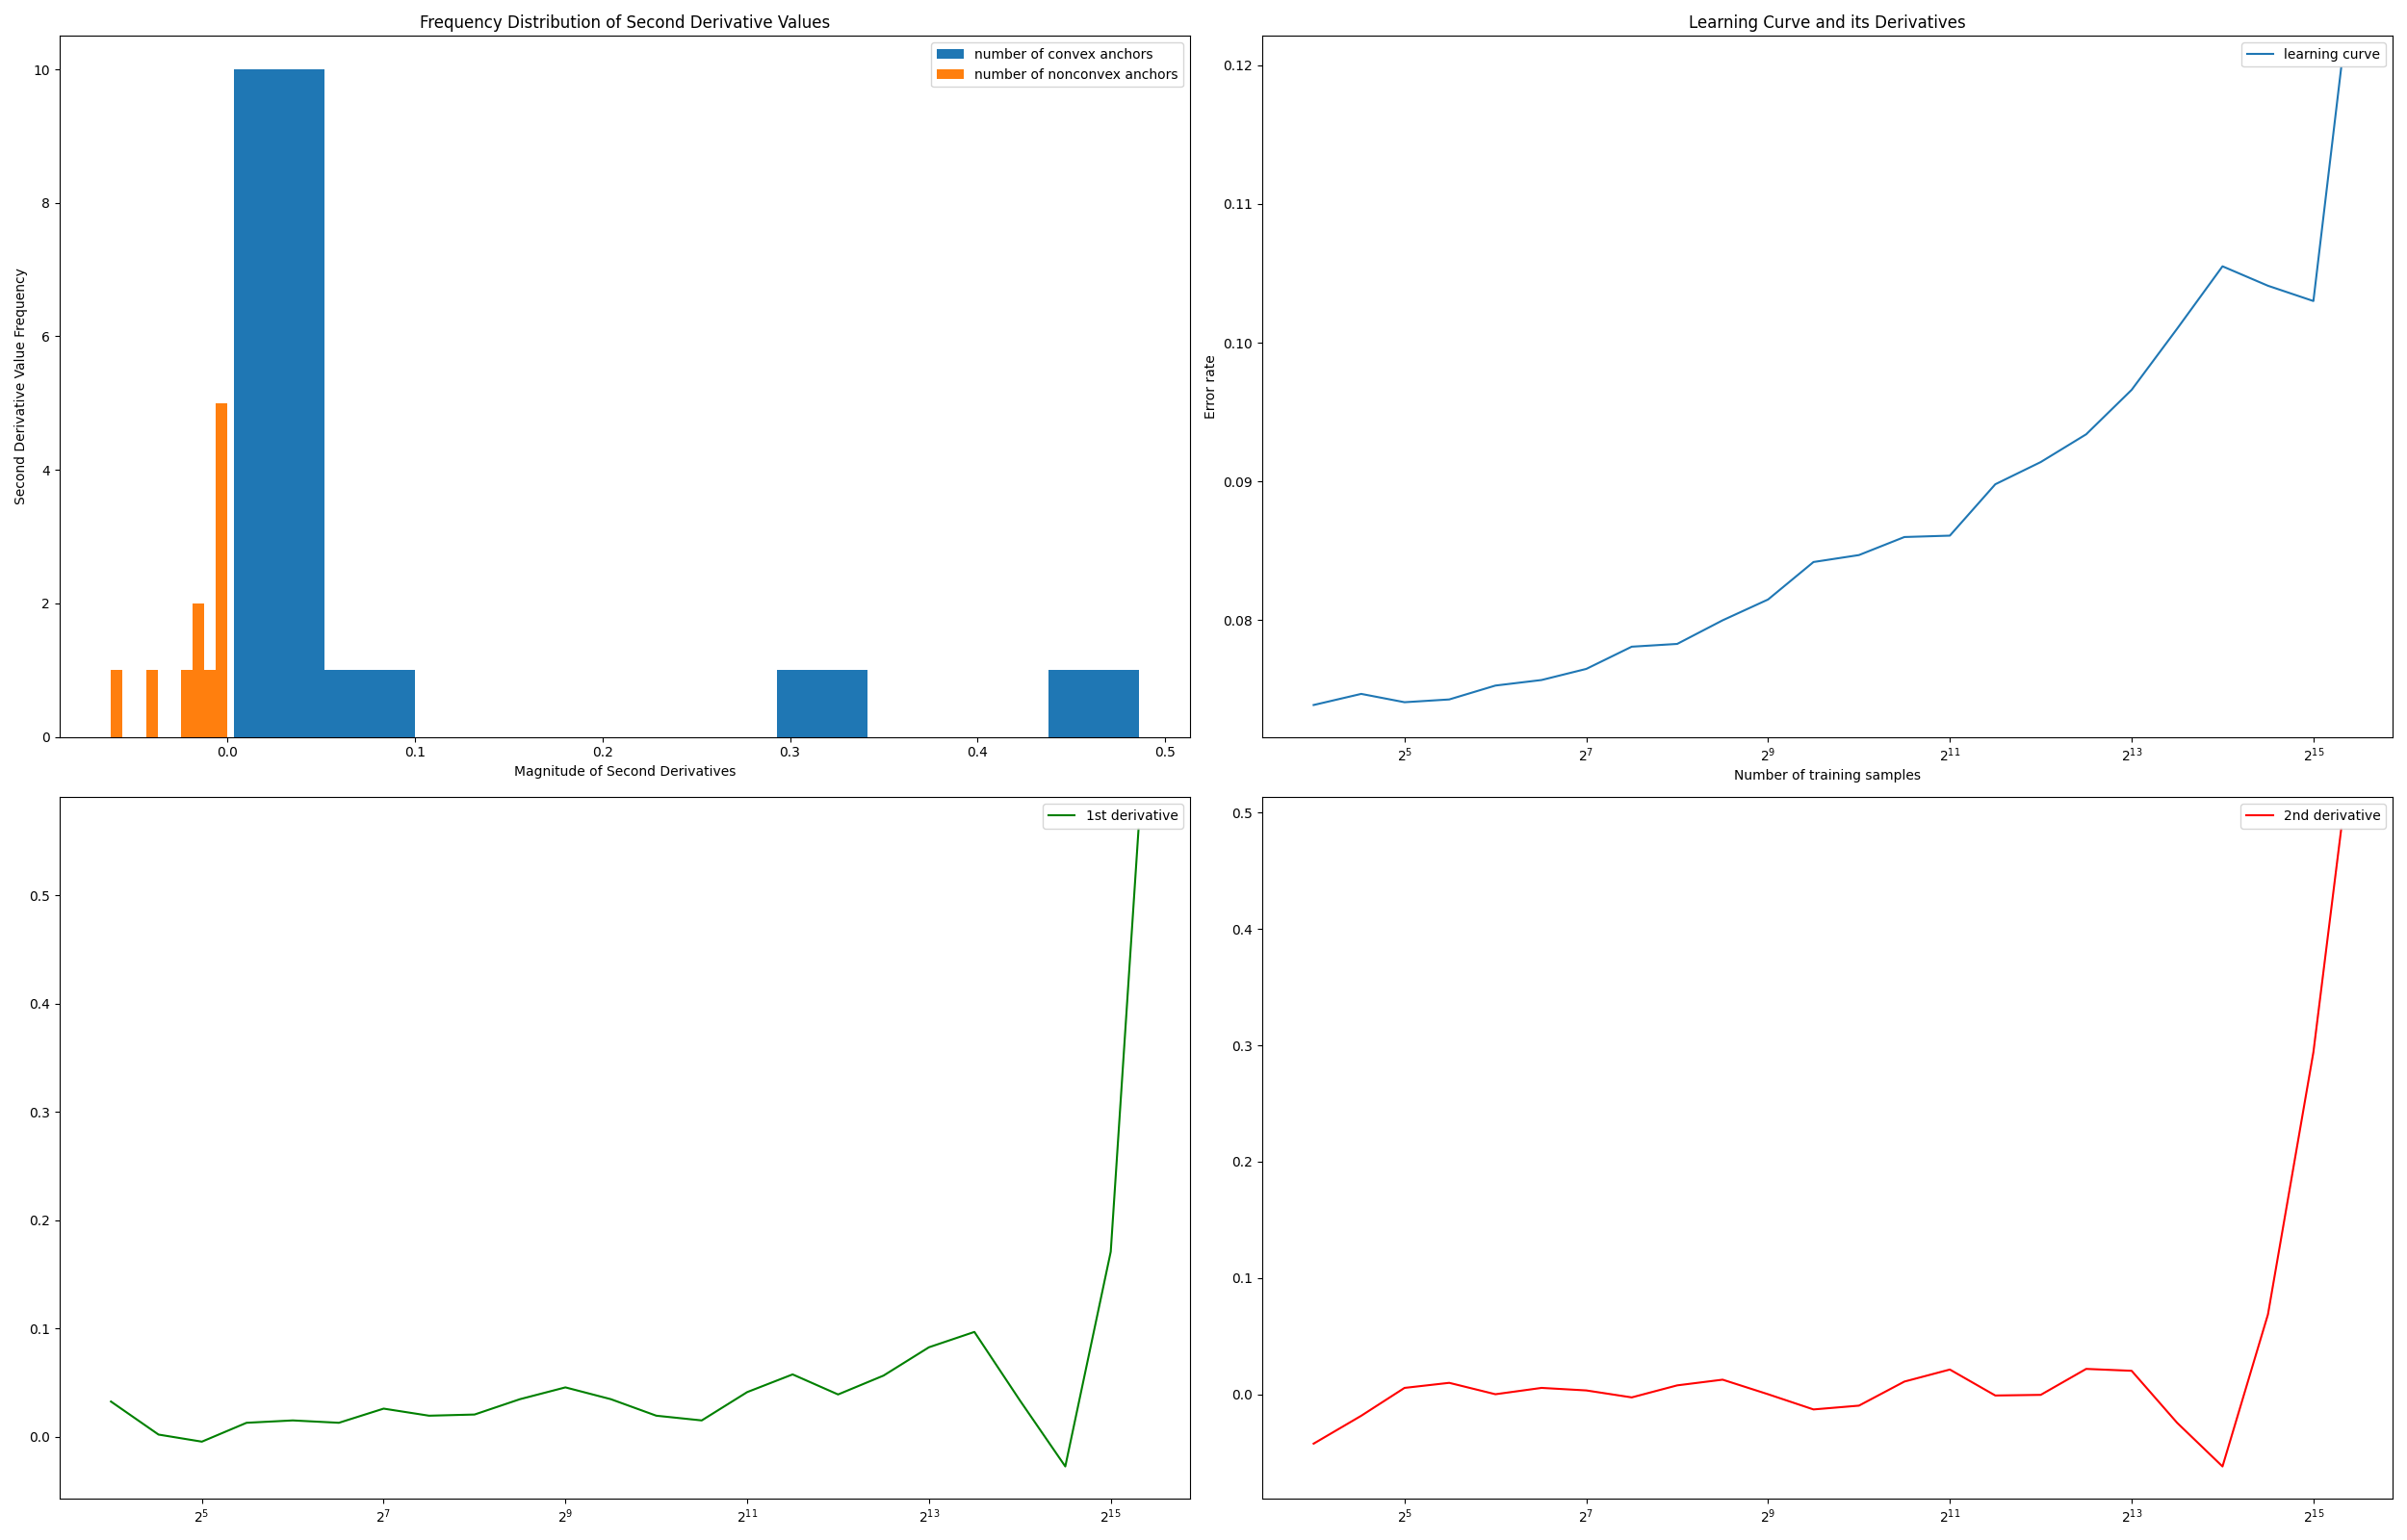 Frequency Distribution of Second Derivative Values
number of convex anchors
number of nonconvex anchors
10
8
6
4
2
0
Second Derivative Value Frequency
0.0 0.1 0.2 0.3 0.4 0.5
Magnitude of Second Derivatives
Learning Curve and its Derivatives
learning curve
0.12
0.11
0.10
0.09
0.08
Error rate
2^5 2^7 2^9 2^11 2^13 2^15
Number of training samples
1st derivative
0.5
0.4
0.3
0.2
0.1
0.0
2^5 2^7 2^9 2^11 2^13 2^15
2nd derivative
0.5
0.4
0.3
0.2
0.1
0.0
2^5 2^7 2^9 2^11 2^13 2^15